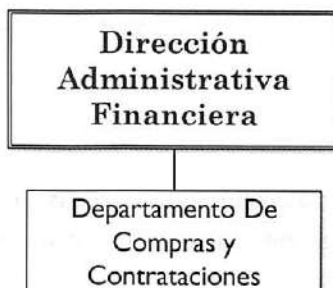 Dirección
Administrativa
Financiera
Departamento De
Compras y
Contrataciones